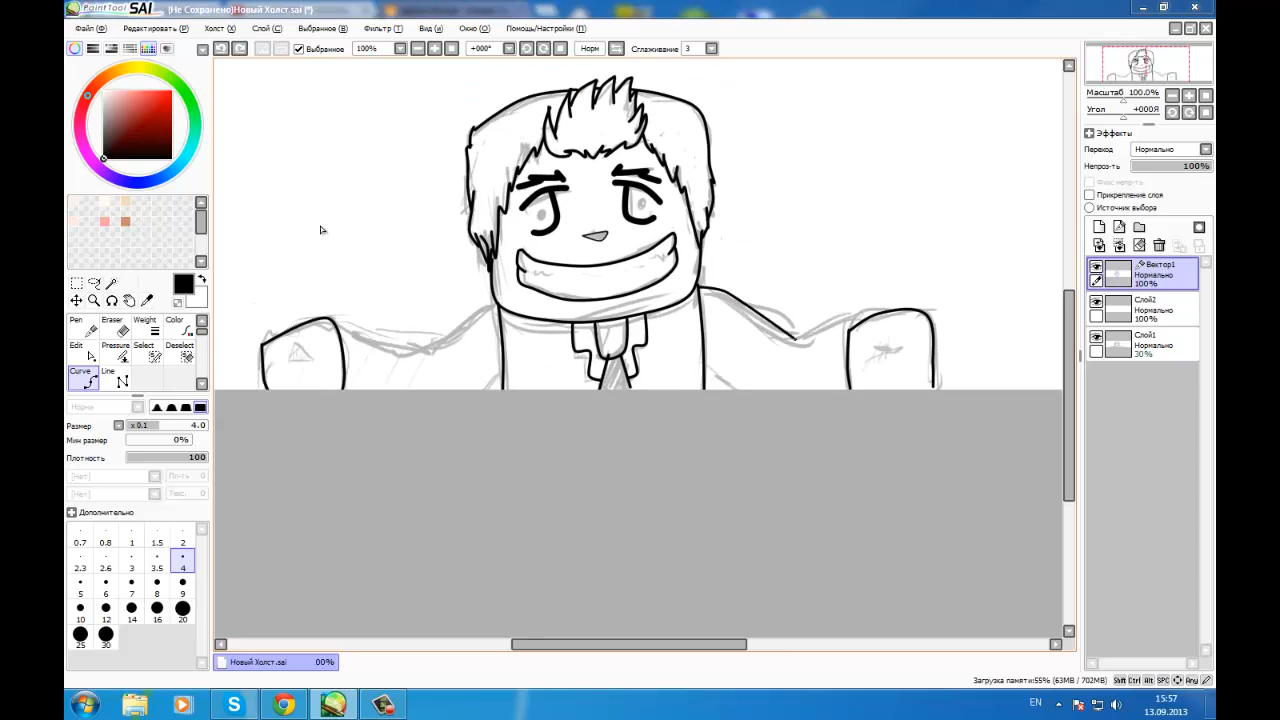 PaintTool SAI (Не Сохранено)Новый Холст.sai (*)
Файл (Ф) Редактировать (P) Холст (X) Слой (C) Выбранное (B) Фильтр (T) Вид (и) Окно (O) Помощь/Настройки (П)
Выбранное 100% +000° Норм Сглаживание 3
Масштаб 100.0%
Угол +000Я
Эффекты
Переход Нормально
Непроз-ть 100%
Прикрепление слоя
Источник выбора
Вектор1
Нормально
100%
Слой2
Нормально
100%
Слой1
Нормально
30%
Pen Eraser Weight Color
Edit Pressure Select Deselect
Curve Line
Норма
Размер x 0.1 4.0
Мин размер 0%
Плотность 100
[Нет] Пл-ть 0
[Нет] Текс. 0
Дополнительно
0.7 0.8 1 1.5 2
2.3 2.6 3 3.5 4
5 6 7 8 9
10 12 14 16 20
25 30
Новый Холст.sai 00%
Загрузка памяти:55% (63MB / 702MB) Shift Ctrl Alt SPC Any
EN 15:57
13.09.2013